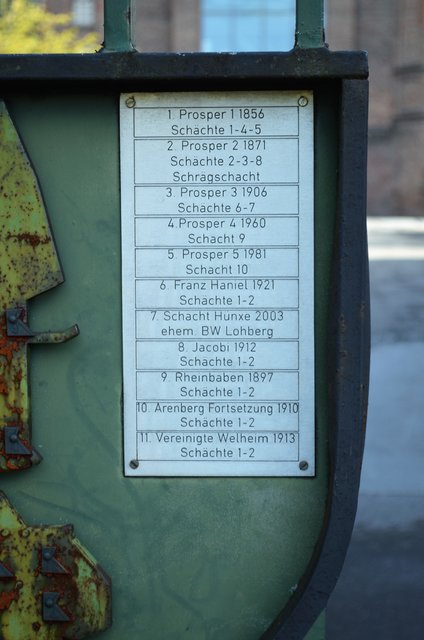 1. Prosper 1 1856
Schächte 1-4-5
2. Prosper 2 1871
Schächte 2-3-8
Schrägschacht
3. Prosper 3 1906
Schächte 6-7
4.Prosper 4 1960
Schacht 9
5. Prosper 5 1981
Schacht 10
6. Franz Haniel 1921
Schächte 1-2
7. Schacht Hünxe 2003
ehem. BW Lohberg
8. Jacobi 1912
Schächte 1-2
9. Rheinbaben 1897
Schächte 1-2
10. Arenberg Fortsetzung 1910
Schächte 1-2
11. Vereinigte Welheim 1913
Schächte 1-2